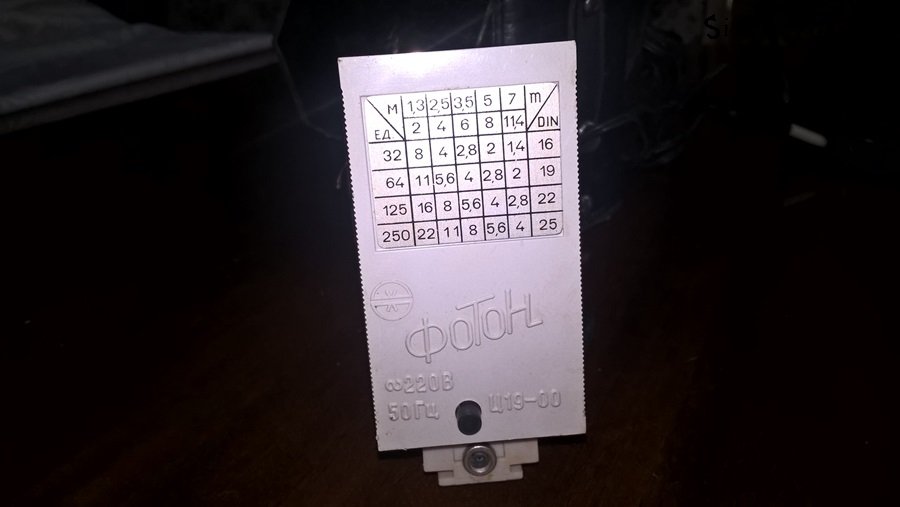 М 1,3 2,5 3,5 5 7 m
ЕД. 2 4 6 8 11,4 DIN
32 8 4 2,8 2 1,4 16
64 11 5,6 4 2,8 2 19
125 16 8 5,6 4 2,8 22
250 22 11 8 5,6 4 25
ФОТОН
~220В
50Гц Ц19-00